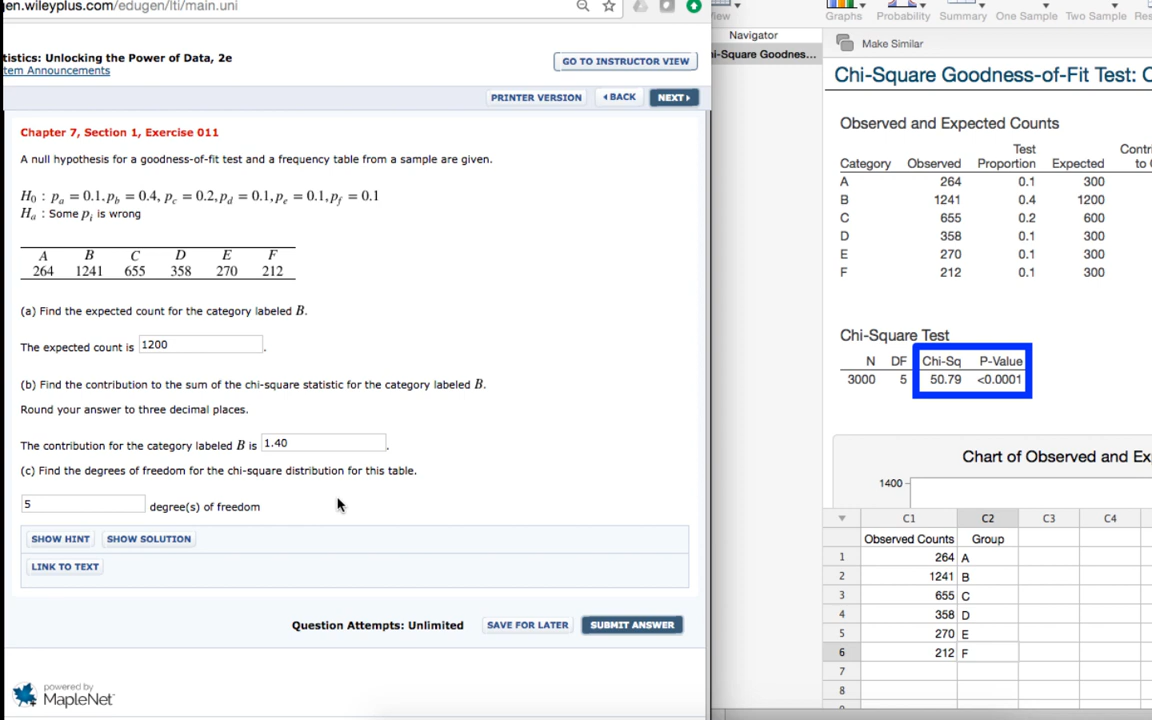 en.wileyplus.com/edugen/lti/main.uni
tistics: Unlocking the Power of Data, 2e
tem Announcements
GO TO INSTRUCTOR VIEW
PRINTER VERSION
BACK
NEXT
Chapter 7, Section 1, Exercise 011
A null hypothesis for a goodness-of-fit test and a frequency table from a sample are given.
H₀ : pₐ = 0.1. p_b = 0.4, p_c = 0.2, p_d = 0.1, p_e = 0.1, p_f = 0.1
Hₐ : Some pᵢ is wrong
A B C D E F
264 1241 655 358 270 212
(a) Find the expected count for the category labeled B.
The expected count is 1200 .
(b) Find the contribution to the sum of the chi-square statistic for the category labeled B.
Round your answer to three decimal places.
The contribution for the category labeled B is 1.40 .
(c) Find the degrees of freedom for the chi-square distribution for this table.
5 degree(s) of freedom
SHOW HINT SHOW SOLUTION
LINK TO TEXT
Question Attempts: Unlimited SAVE FOR LATER SUBMIT ANSWER
powered by
MapleNet
iew
Graphs Probability Summary One Sample Two Sample Res
Navigator
hi-Square Goodnes...
Make Similar
Chi-Square Goodness-of-Fit Test: C
Observed and Expected Counts
Test Contri
Category Observed Proportion Expected to C
A 264 0.1 300
B 1241 0.4 1200
C 655 0.2 600
D 358 0.1 300
E 270 0.1 300
F 212 0.1 300
Chi-Square Test
N DF Chi-Sq P-Value
3000 5 50.79 <0.0001
Chart of Observed and Ex
1400
C1 C2 C3 C4
Observed Counts Group
1 264 A
2 1241 B
3 655 C
4 358 D
5 270 E
6 212 F
7
8